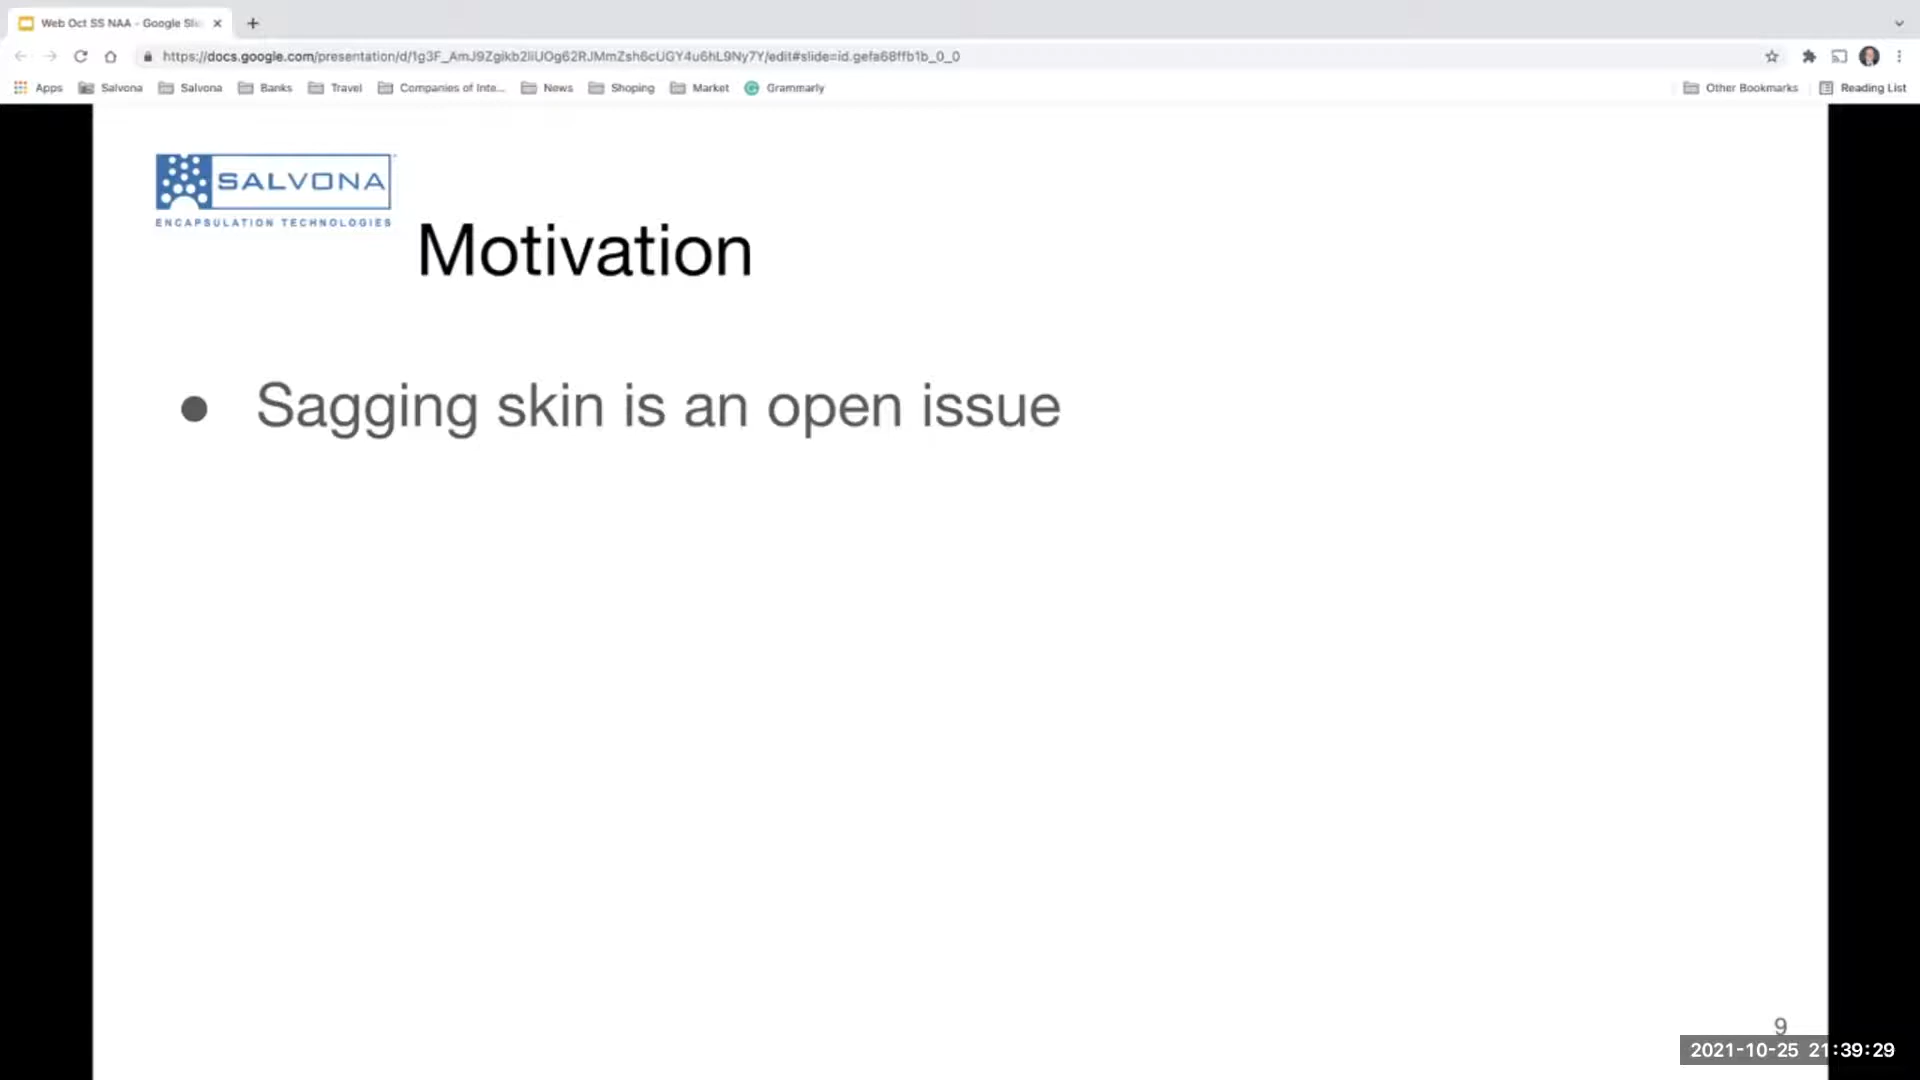 Web Oct SS NAA - Google Sli
https://docs.google.com/presentation/d/1g3F_AmJ9Zgikb2liUOg62RJMmZsh6cUGY4u6hL9Ny7Y/edit#slide=id.gefa68ffb1b_0_0
Apps Salvona Salvona Banks Travel Companies of Inte... News Shoping Market Grammarly Other Bookmarks Reading List
SALVONA
ENCAPSULATION TECHNOLOGIES
Motivation
● Sagging skin is an open issue
9
2021-10-25 21:39:29